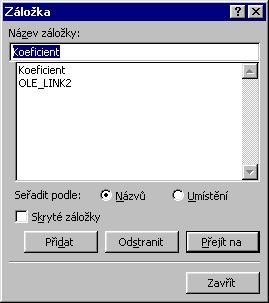 Záložka
Název záložky:
Koeficient
Koeficient
OLE_LINK2
Seřadit podle: Názvů Umístění
Skryté záložky
Přidat Odstranit Přejít na
Zavřít